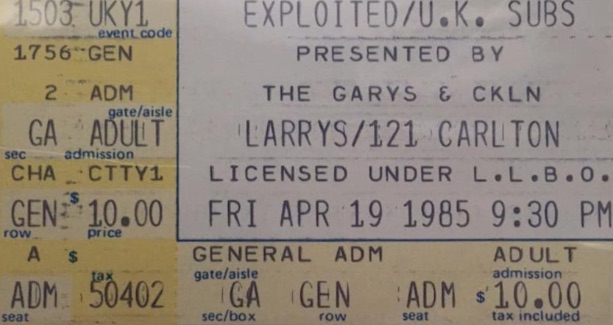 1503 UKY1 EXPLOITED/U.K. SUBS
event code
1756 GEN PRESENTED BY
2 ADM THE GARYS & CKLN
gate/aisle
GA ADULT LARRYS/121 CARLTON
sec admission
CHA CTTY1 LICENSED UNDER L.L.B.O.
$
GEN 10.00 FRI APR 19 1985 9:30 PM
row price
A $ GENERAL ADM ADULT
tax gate/aisle admission
ADM 50402 GA GEN ADM $10.00
seat sec/box row seat tax included